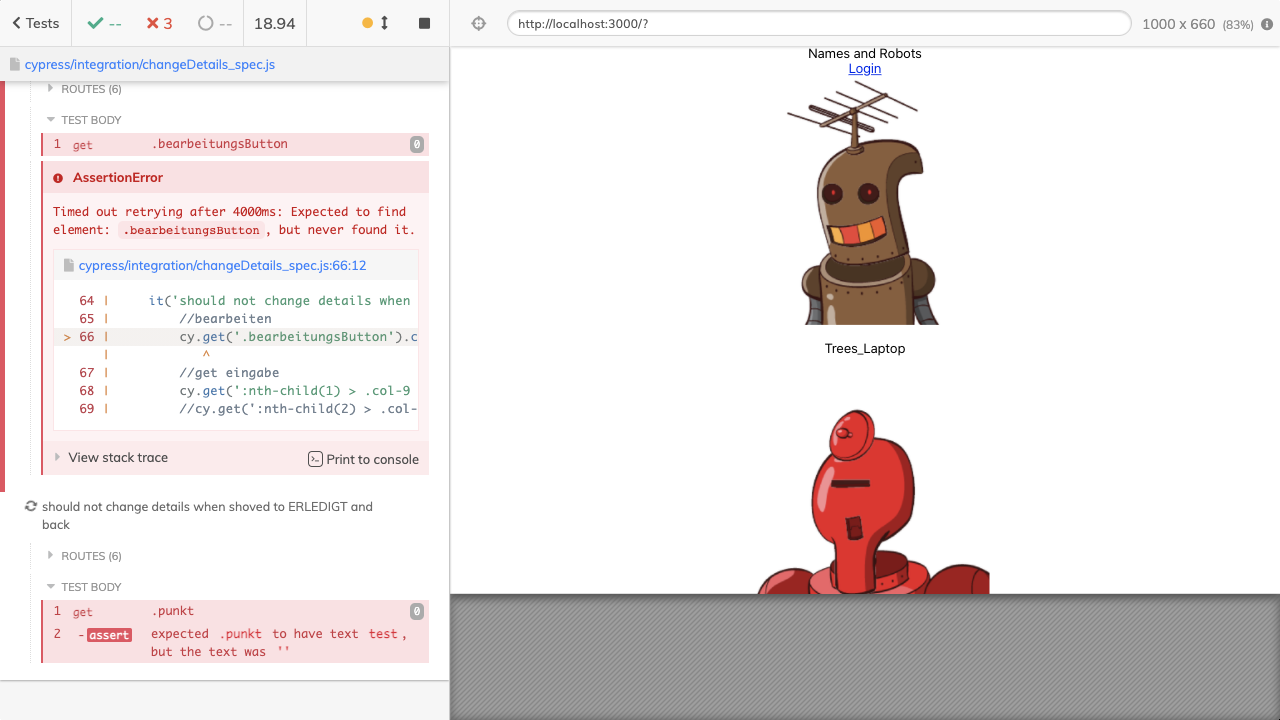 Tests
--
3
--
18.94
http://localhost:3000/?
1000 x 660 (83%)
cypress/integration/changeDetails_spec.js
ROUTES (6)
TEST BODY
1 get .bearbeitungsButton 0
AssertionError
Timed out retrying after 4000ms: Expected to find
element: .bearbeitungsButton, but never found it.
cypress/integration/changeDetails_spec.js:66:12
64 | it('should not change details when
65 | //bearbeiten
> 66 | cy.get('.bearbeitungsButton').c
| ^
67 | //get eingabe
68 | cy.get(':nth-child(1) > .col-9
69 | //cy.get(':nth-child(2) > .col-
View stack trace
Print to console
should not change details when shoved to ERLEDIGT and
back
ROUTES (6)
TEST BODY
1 get .punkt 0
2 -assert expected .punkt to have text test,
but the text was ''
Names and Robots
Login
Trees_Laptop